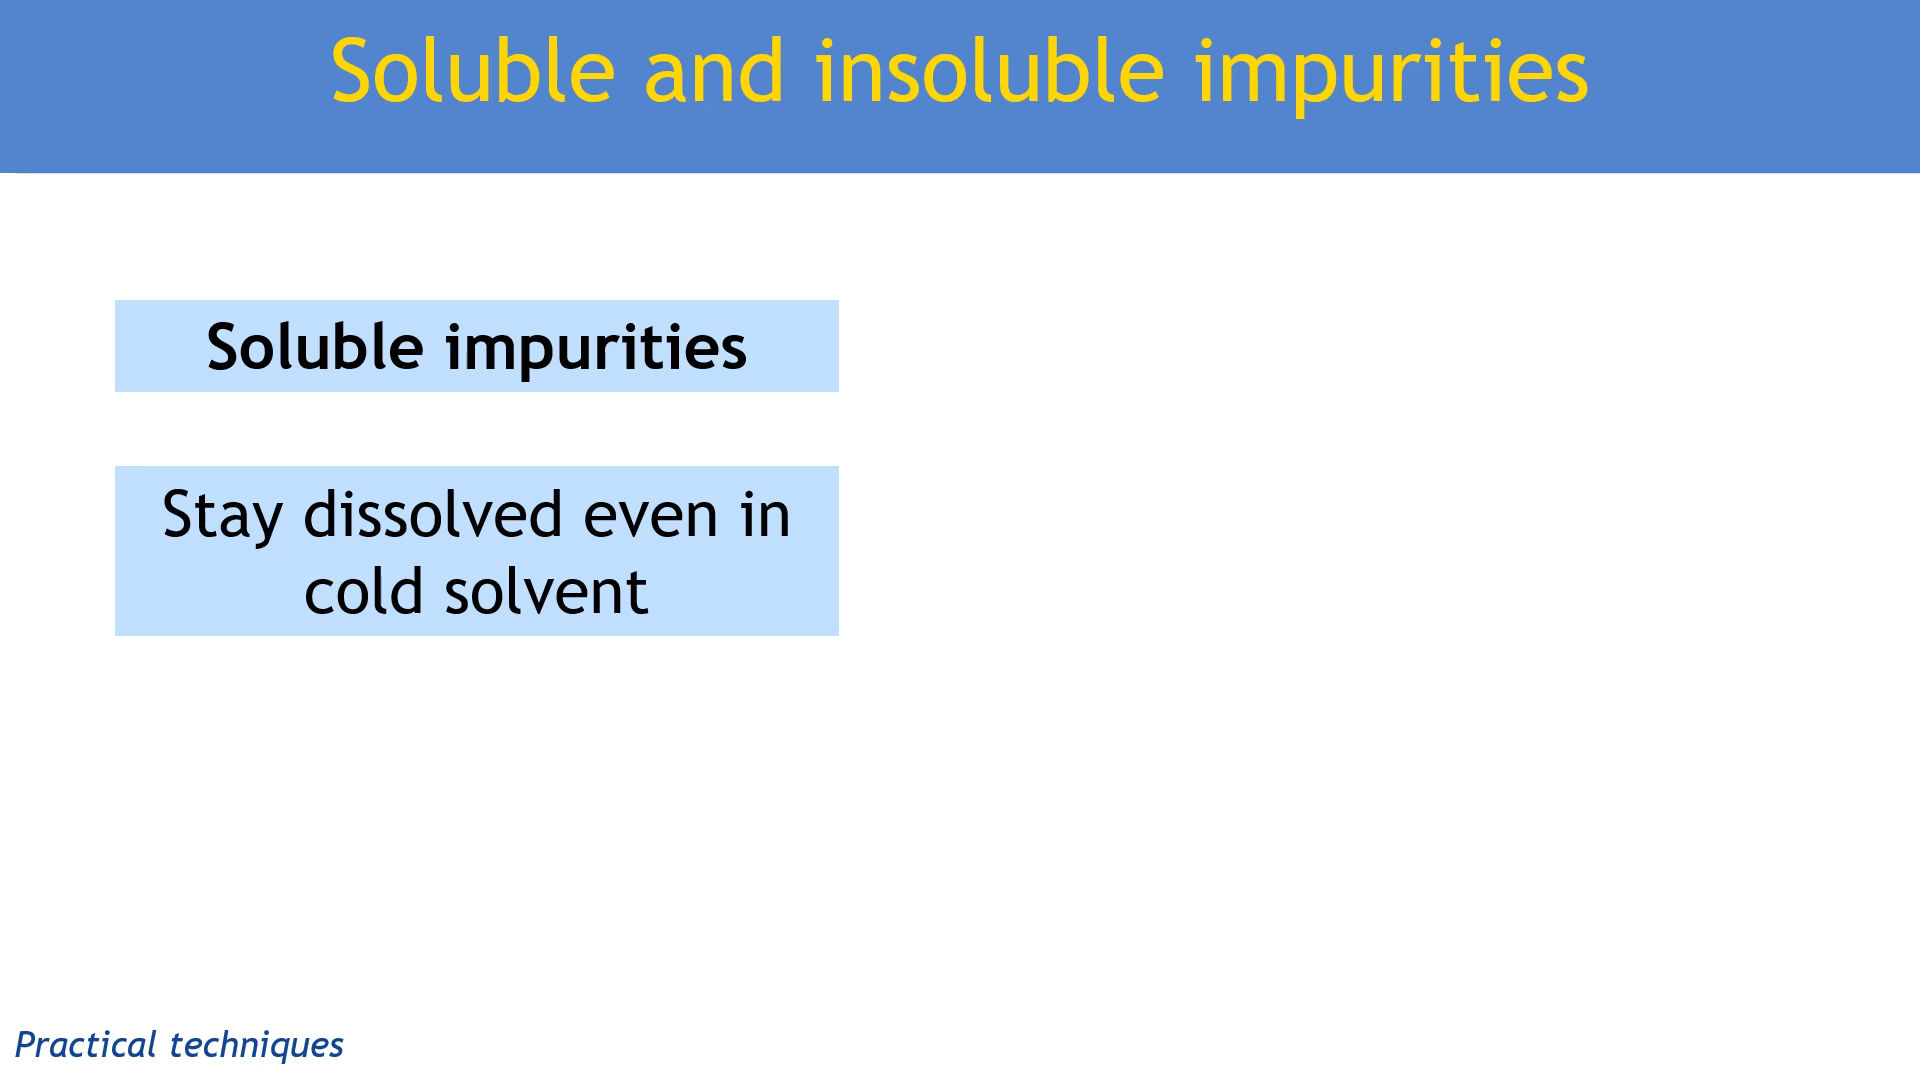 Soluble and insoluble impurities
Soluble impurities
Stay dissolved even in
cold solvent
Practical techniques